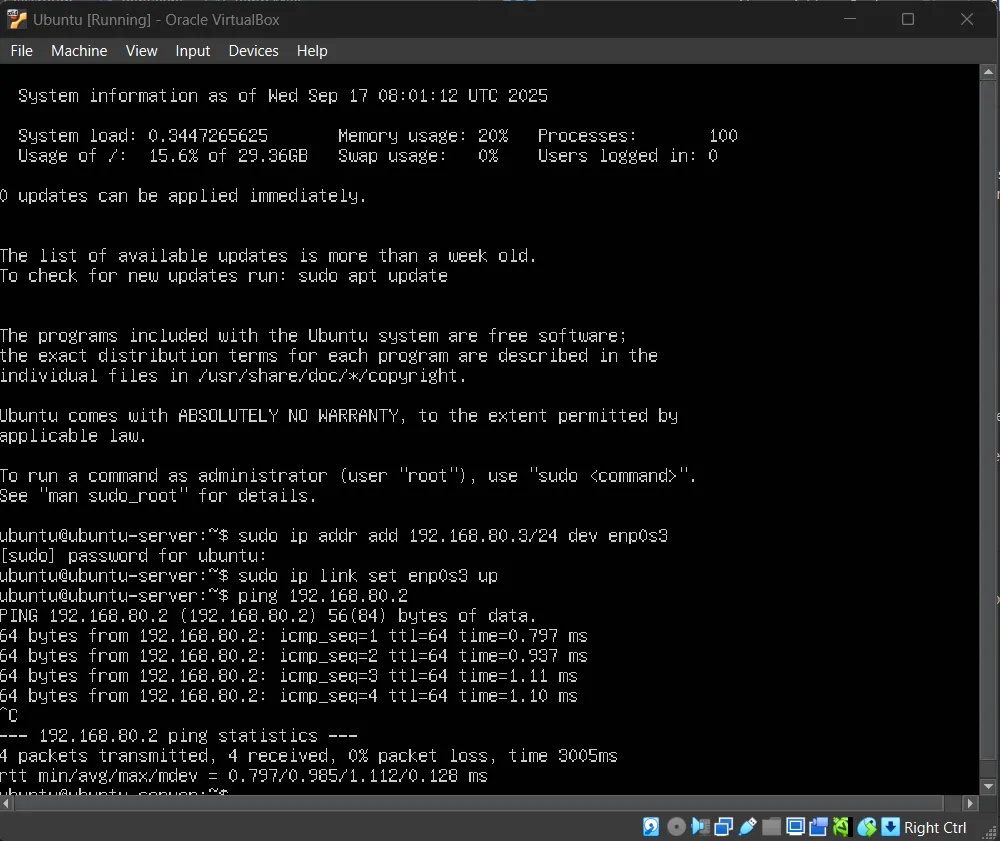 Ubuntu [Running] - Oracle VirtualBox
File Machine View Input Devices Help
System information as of Wed Sep 17 08:01:12 UTC 2025
System load: 0.3447265625 Memory usage: 20% Processes: 100
Usage of /: 15.6% of 29.36GB Swap usage: 0% Users logged in: 0
0 updates can be applied immediately.
The list of available updates is more than a week old.
To check for new updates run: sudo apt update
The programs included with the Ubuntu system are free software;
the exact distribution terms for each program are described in the
individual files in /usr/share/doc/*/copyright.
Ubuntu comes with ABSOLUTELY NO WARRANTY, to the extent permitted by
applicable law.
To run a command as administrator (user "root"), use "sudo <command>".
See "man sudo_root" for details.
ubuntu@ubuntu-server:~$ sudo ip addr add 192.168.80.3/24 dev enp0s3
[sudo] password for ubuntu:
ubuntu@ubuntu-server:~$ sudo ip link set enp0s3 up
ubuntu@ubuntu-server:~$ ping 192.168.80.2
PING 192.168.80.2 (192.168.80.2) 56(84) bytes of data.
64 bytes from 192.168.80.2: icmp_seq=1 ttl=64 time=0.797 ms
64 bytes from 192.168.80.2: icmp_seq=2 ttl=64 time=0.937 ms
64 bytes from 192.168.80.2: icmp_seq=3 ttl=64 time=1.11 ms
64 bytes from 192.168.80.2: icmp_seq=4 ttl=64 time=1.10 ms
^C
--- 192.168.80.2 ping statistics ---
4 packets transmitted, 4 received, 0% packet loss, time 3005ms
rtt min/avg/max/mdev = 0.797/0.985/1.112/0.128 ms
ubuntu@ubuntu-server:~$
Right Ctrl